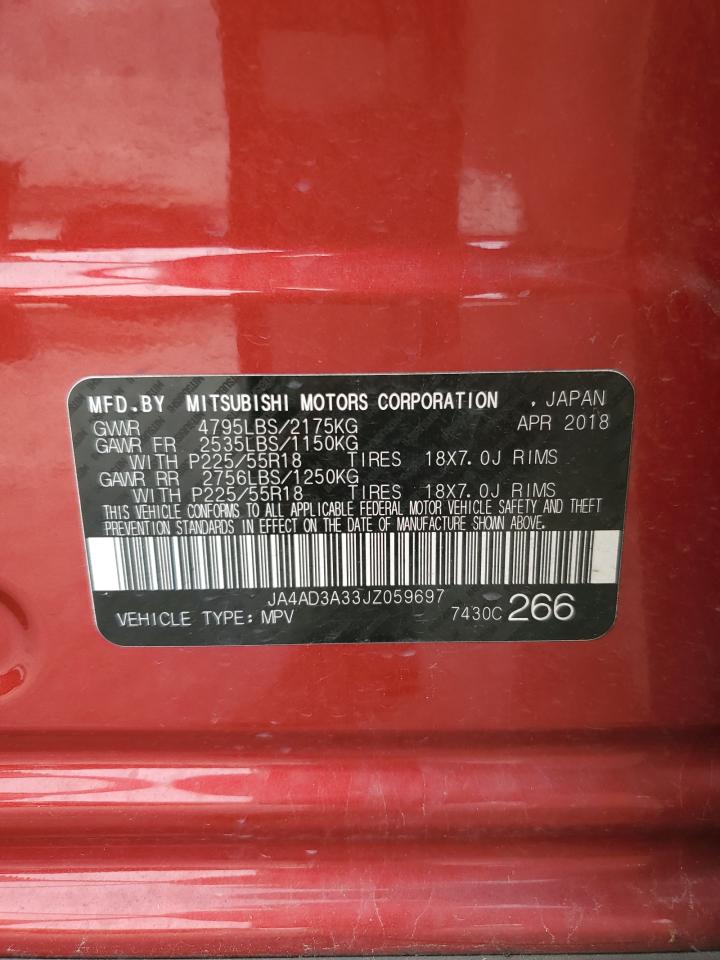 MFD.BY MITSUBISHI MOTORS CORPORATION , JAPAN
GVWR 4795LBS/2175KG APR 2018
GAWR FR 2535LBS/1150KG
WITH P225/55R18 TIRES 18X7.0J RIMS
GAWR RR 2756LBS/1250KG
WITH P225/55R18 TIRES 18X7.0J RIMS
THIS VEHICLE CONFORMS TO ALL APPLICABLE FEDERAL MOTOR VEHICLE SAFETY AND THEFT
PREVENTION STANDARDS IN EFFECT ON THE DATE OF MANUFACTURE SHOWN ABOVE.
JA4AD3A33JZ059697
VEHICLE TYPE: MPV 7430C 266